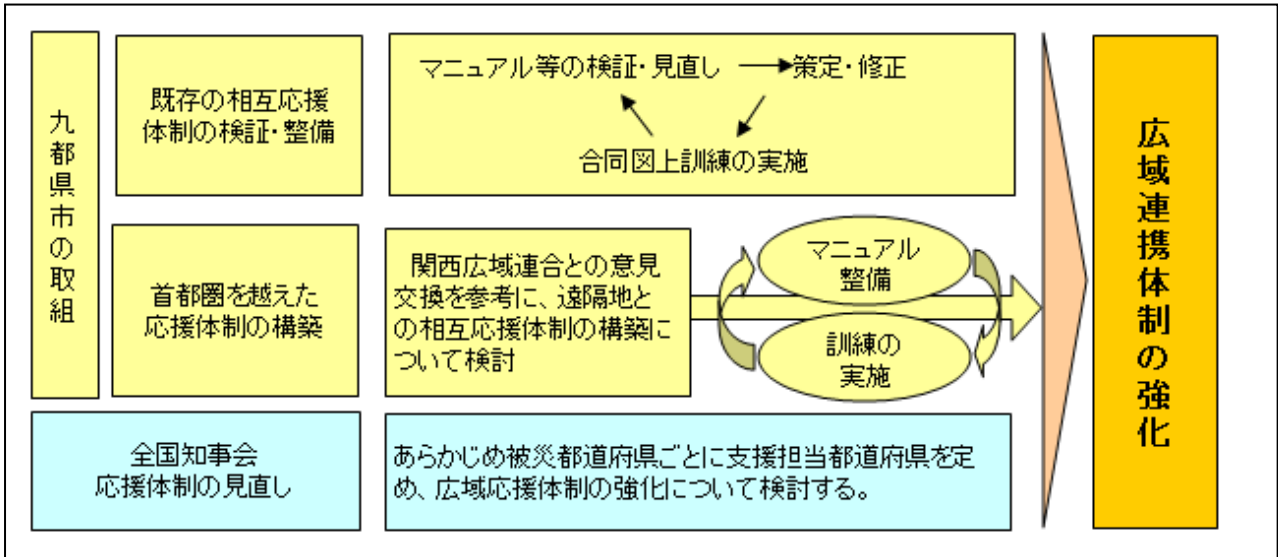 九都県市の取組
既存の相互応援
体制の検証・整備
マニュアル等の検証・見直し
策定・修正
合同図上訓練の実施
首都圏を越えた
応援体制の構築
関西広域連合との意見
交換を参考に、遠隔地と
の相互応援体制の構築に
ついて検討
マニュアル
整備
訓練の
実施
全国知事会
応援体制の見直し
あらかじめ被災都道府県ごとに支援担当都道府県を定
め、広域応援体制の強化について検討する。
広域連携体制の強化